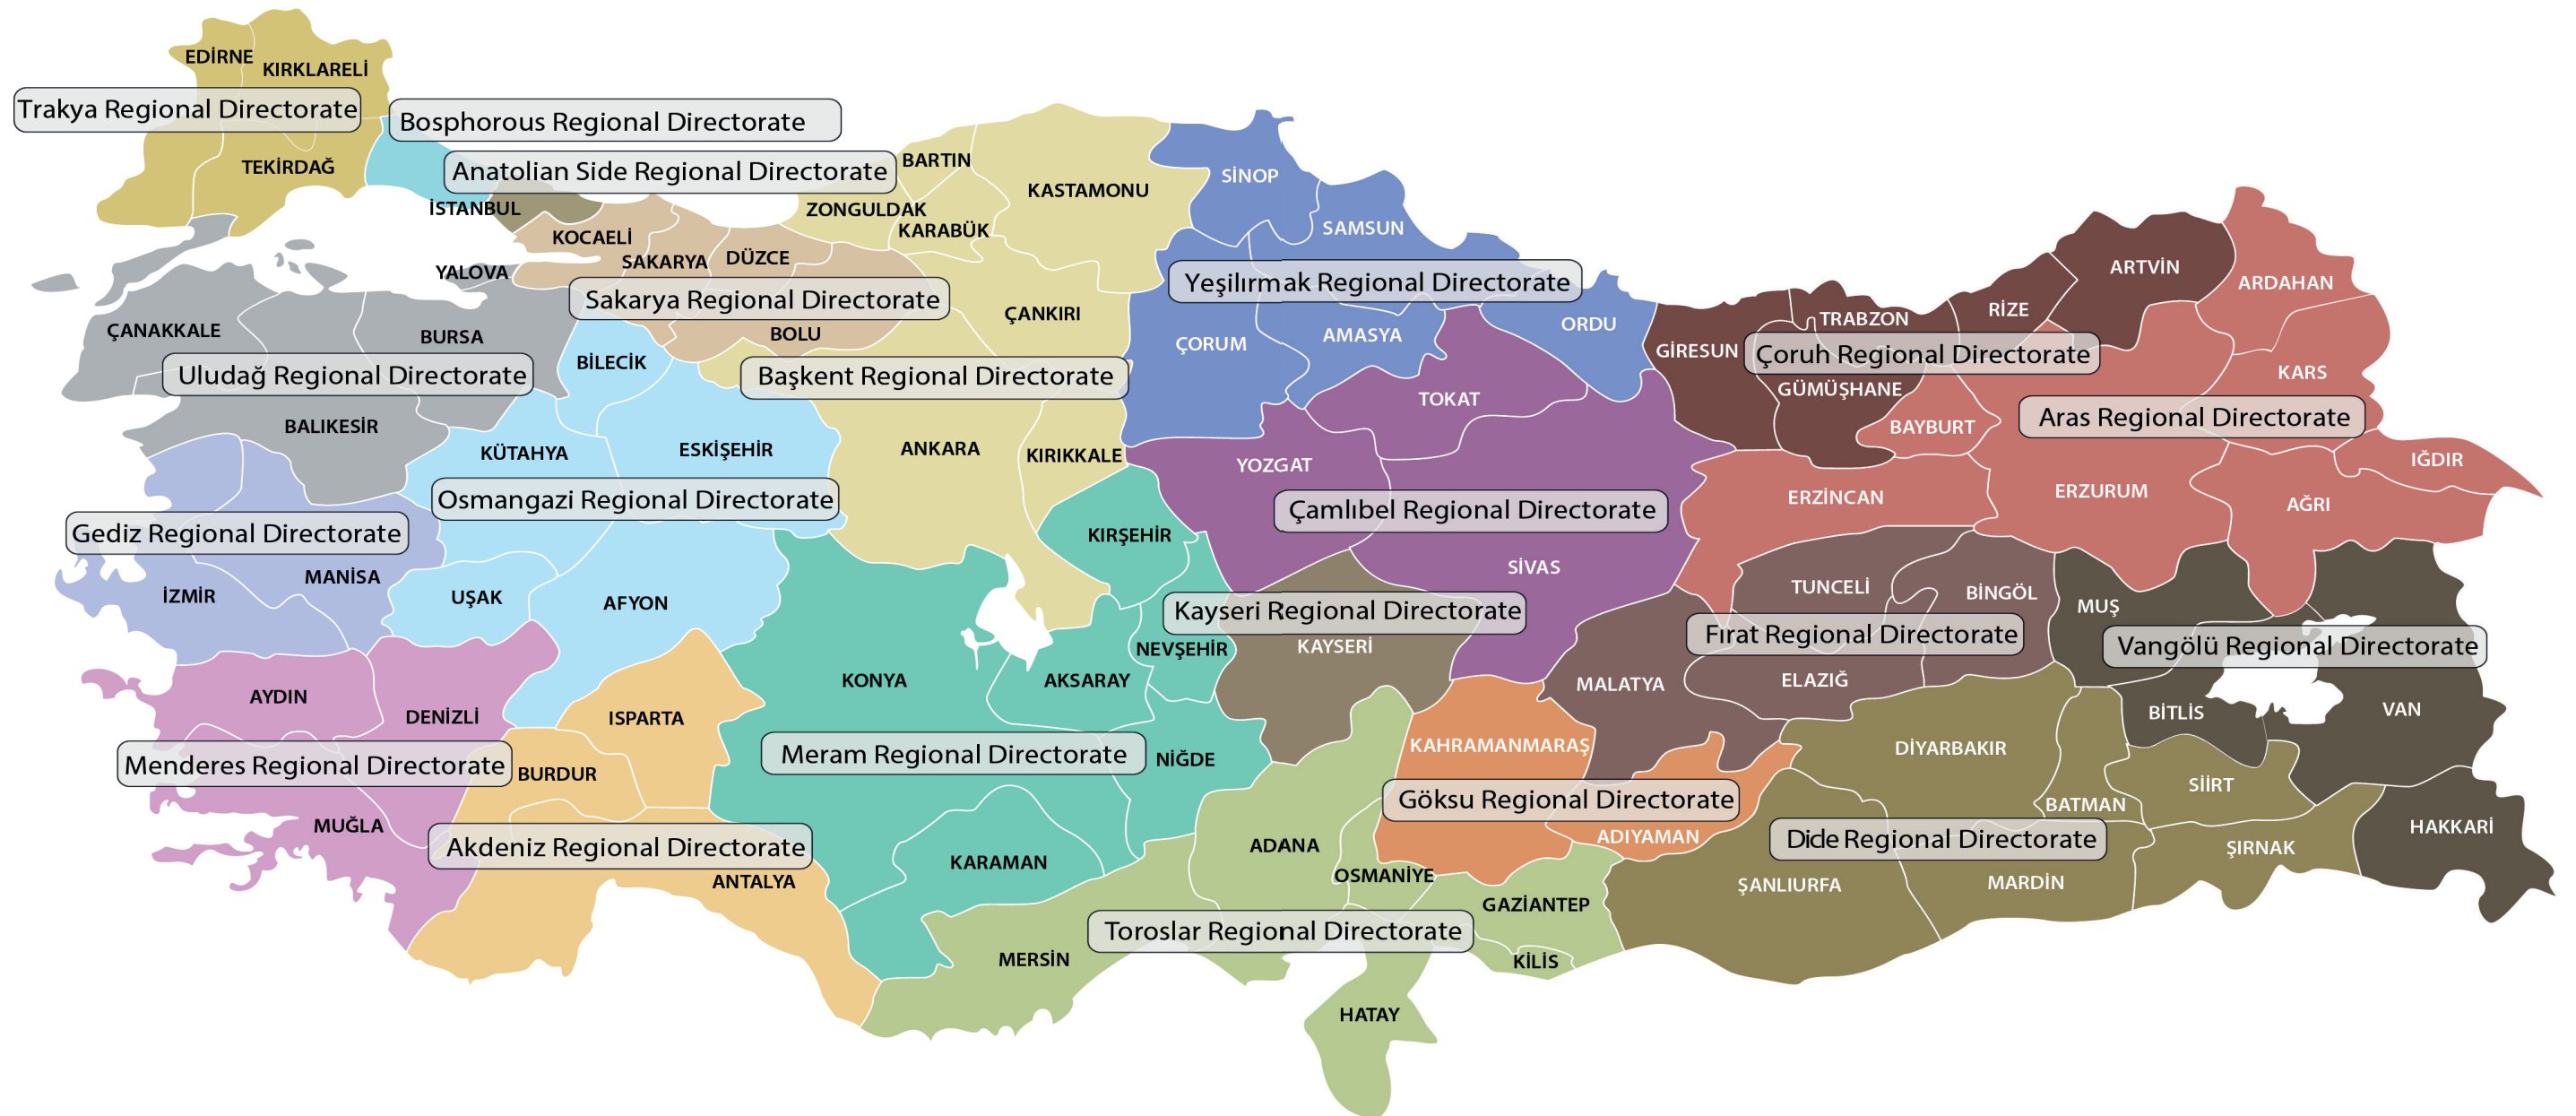 EDİRNE
KIRKLARELİ
Trakya Regional Directorate
Bosphorous Regional Directorate
TEKİRDAĞ
BARTIN
Anatolian Side Regional Directorate
KASTAMONU
SİNOP
İSTANBUL
ZONGULDAK
KARABÜK
SAMSUN
KOCAELİ
SAKARYA
DÜZCE
YALOVA
ARTVİN
ARDAHAN
Yeşilırmak Regional Directorate
Sakarya Regional Directorate
ÇANAKKALE
BURSA
BOLU
ÇANKIRI
ÇORUM
AMASYA
ORDU
GİRESUN
TRABZON
RİZE
Çoruh Regional Directorate
BİLECİK
Uludağ Regional Directorate
Başkent Regional Directorate
KARS
GÜMÜŞHANE
TOKAT
BALIKESİR
BAYBURT
Aras Regional Directorate
KÜTAHYA
ESKİŞEHİR
ANKARA
KIRIKKALE
YOZGAT
IĞDIR
Osmangazi Regional Directorate
Çamlıbel Regional Directorate
ERZİNCAN
ERZURUM
AĞRI
Gediz Regional Directorate
KIRŞEHİR
SİVAS
MANİSA
İZMİR
UŞAK
AFYON
TUNCELİ
BİNGÖL
MUŞ
Kayseri Regional Directorate
Fırat Regional Directorate
Vangölü Regional Directorate
NEVŞEHİR
KAYSERİ
AYDIN
DENİZLİ
ISPARTA
KONYA
AKSARAY
MALATYA
ELAZIĞ
BİTLİS
VAN
Menderes Regional Directorate
BURDUR
Meram Regional Directorate
NİĞDE
KAHRAMANMARAŞ
DİYARBAKIR
SİİRT
Göksu Regional Directorate
BATMAN
MUĞLA
ADIYAMAN
Dicle Regional Directorate
HAKKARİ
Akdeniz Regional Directorate
ŞIRNAK
ANTALYA
KARAMAN
ADANA
OSMANİYE
ŞANLIURFA
MARDİN
GAZİANTEP
Toroslar Regional Directorate
MERSİN
KİLİS
HATAY